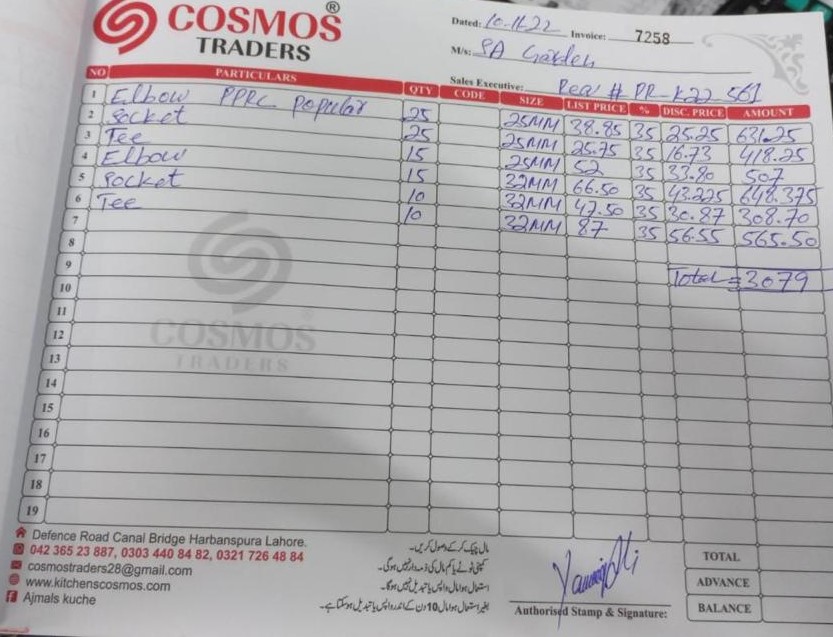 COSMOS ®
TRADERS
Dated: 10-11-22 Invoice: 7258
M/s: SA Garden
Sales Executive: Req # PR-K22-561
NO PARTICULARS QTY CODE SIZE LIST PRICE % DISC. PRICE AMOUNT
1 Elbow PPRC Popular 25 25MM 38.85 35 25.25 631.25
2 Socket 25 25MM 25.75 35 16.73 418.25
3 Tee 15 25MM 52 35 33.80 507
4 Elbow 15 32MM 66.50 35 43.225 648.375
5 Socket 10 32MM 47.50 35 30.87 308.70
6 Tee 10 32MM 87 35 56.55 565.50
7
8
9 Total = 3079
10
11
12
13
14
15
16
17
18
19
COSMOS
TRADERS
Defence Road Canal Bridge Harbanspura Lahore.
042 365 23 887, 0303 440 84 82, 0321 726 48 84
cosmostraders28@gmail.com
www.kitchenscosmos.com
Ajmals kuche
مال چیک کر کے وصول کریں۔
کمپنی ٹوٹے یا کم مال کی ذمہ دار نہیں ہوگی۔
استعمال ہوا مال واپس یا تبدیل نہیں ہوگا۔
بغیر استعمال ہوا مال 10 دن کے اندر واپس یا تبدیل ہو سکتا ہے۔
Authorised Stamp & Signature:
TOTAL
ADVANCE
BALANCE